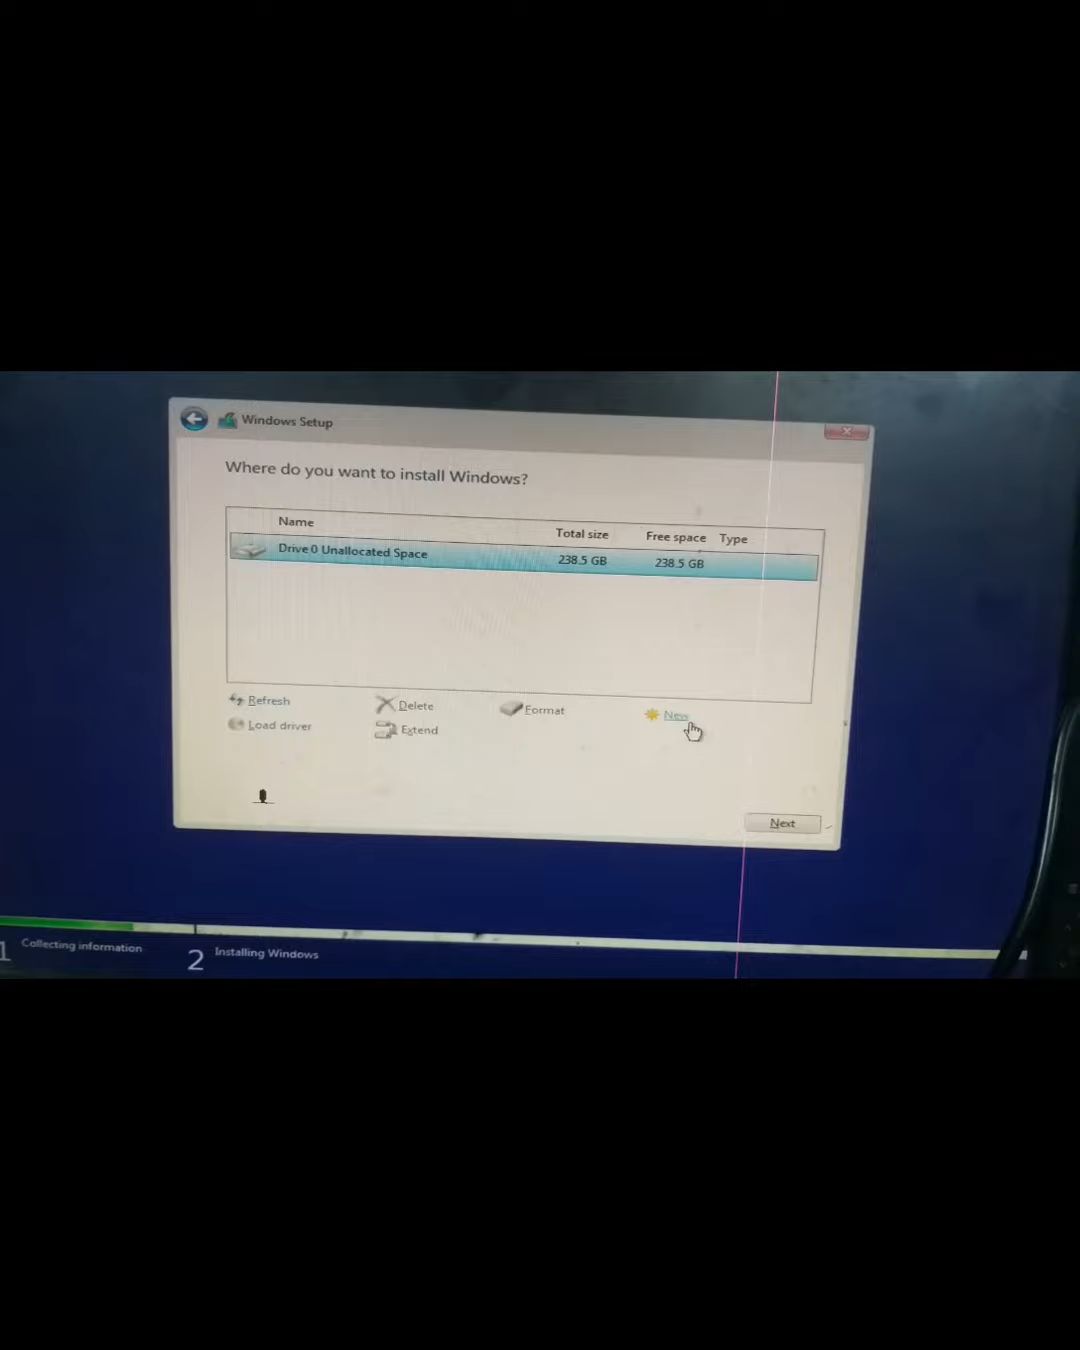 Windows Setup
Where do you want to install Windows?
Name Total size Free space Type
Drive 0 Unallocated Space 238.5 GB 238.5 GB
Refresh Delete Format New
Load driver Extend
Next
1 Collecting information 2 Installing Windows